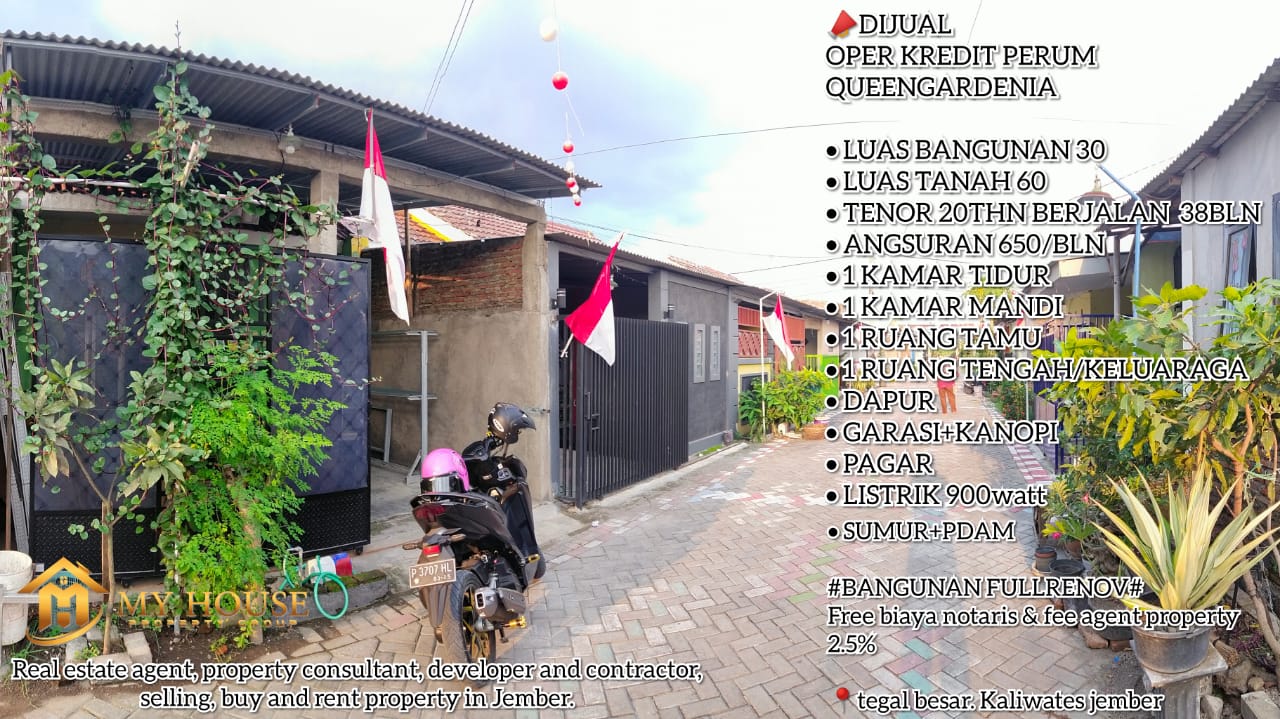 DIJUAL
OPER KREDIT PERUM
QUEENGARDENIA
• LUAS BANGUNAN 30
• LUAS TANAH 60
• TENOR 20THN BERJALAN 38BLN
• ANGSURAN 650/BLN
• 1 KAMAR TIDUR
• 1 KAMAR MANDI
• 1 RUANG TAMU
• 1 RUANG TENGAH/KELUARAGA
• DAPUR
• GARASI+KANOPI
• PAGAR
• LISTRIK 900watt
• SUMUR+PDAM
#BANGUNAN FULLRENOV#
Free biaya notaris & fee agent property
2.5%
tegal besar. Kaliwates jember
P 3707 HL
MY HOUSE
PROPERTY GROUP
Real estate agent, property consultant, developer and contractor,
selling, buy and rent property in Jember.